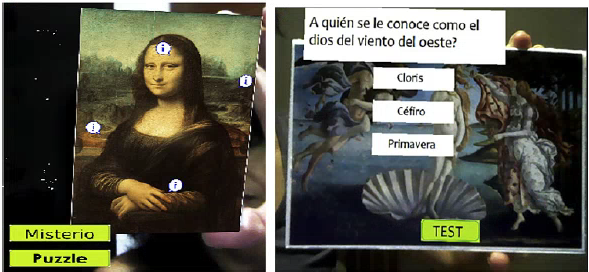 Misterio
Puzzle
A quién se le conoce como el
dios del viento del oeste?
Cloris
Céfiro
Primavera
TEST